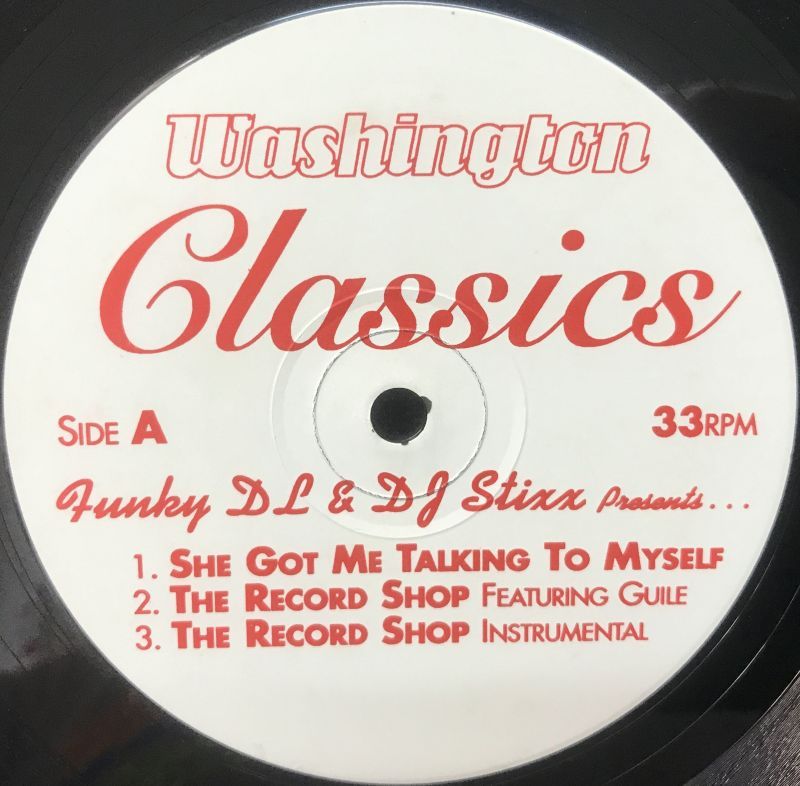 Washington
Classics
SIDE A 33RPM
Funky DL & DJ Stixx Presents...
1. SHE GOT ME TALKING TO MYSELF
2. THE RECORD SHOP FEATURING GUILE
3. THE RECORD SHOP INSTRUMENTAL